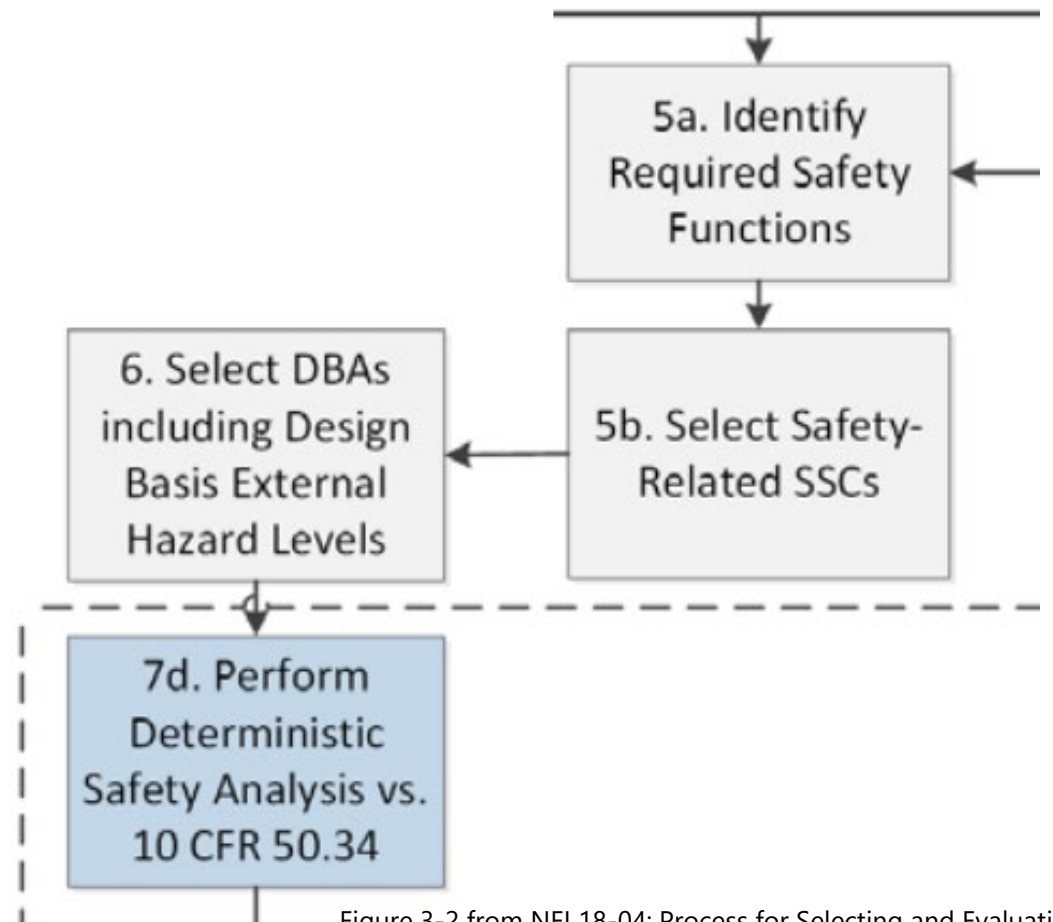 5a. Identify
Required Safety
Functions
6. Select DBAs
including Design
Basis External
Hazard Levels
5b. Select Safety-
Related SSCs
7d. Perform
Deterministic
Safety Analysis vs.
10 CFR 50.34
Figure 3-2 from NEI 18-04: Process for Selecting and Evaluati